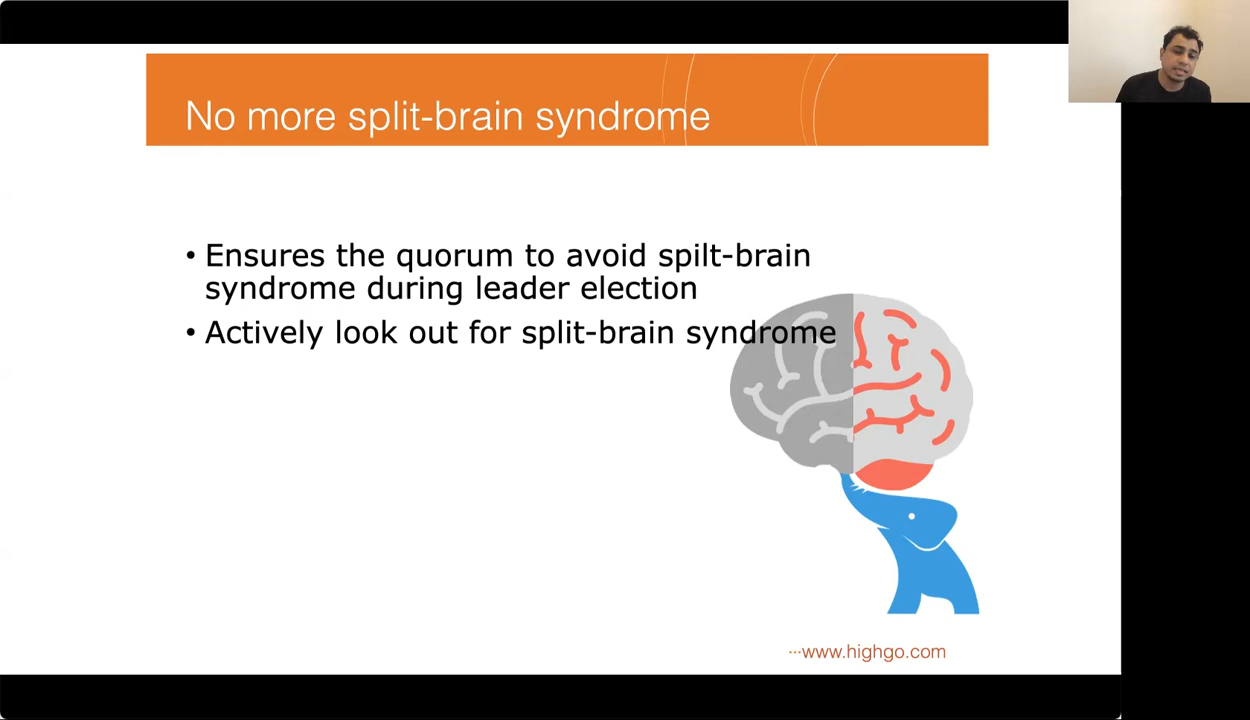 No more split-brain syndrome
• Ensures the quorum to avoid spilt-brain
syndrome during leader election
• Actively look out for split-brain syndrome
···www.highgo.com